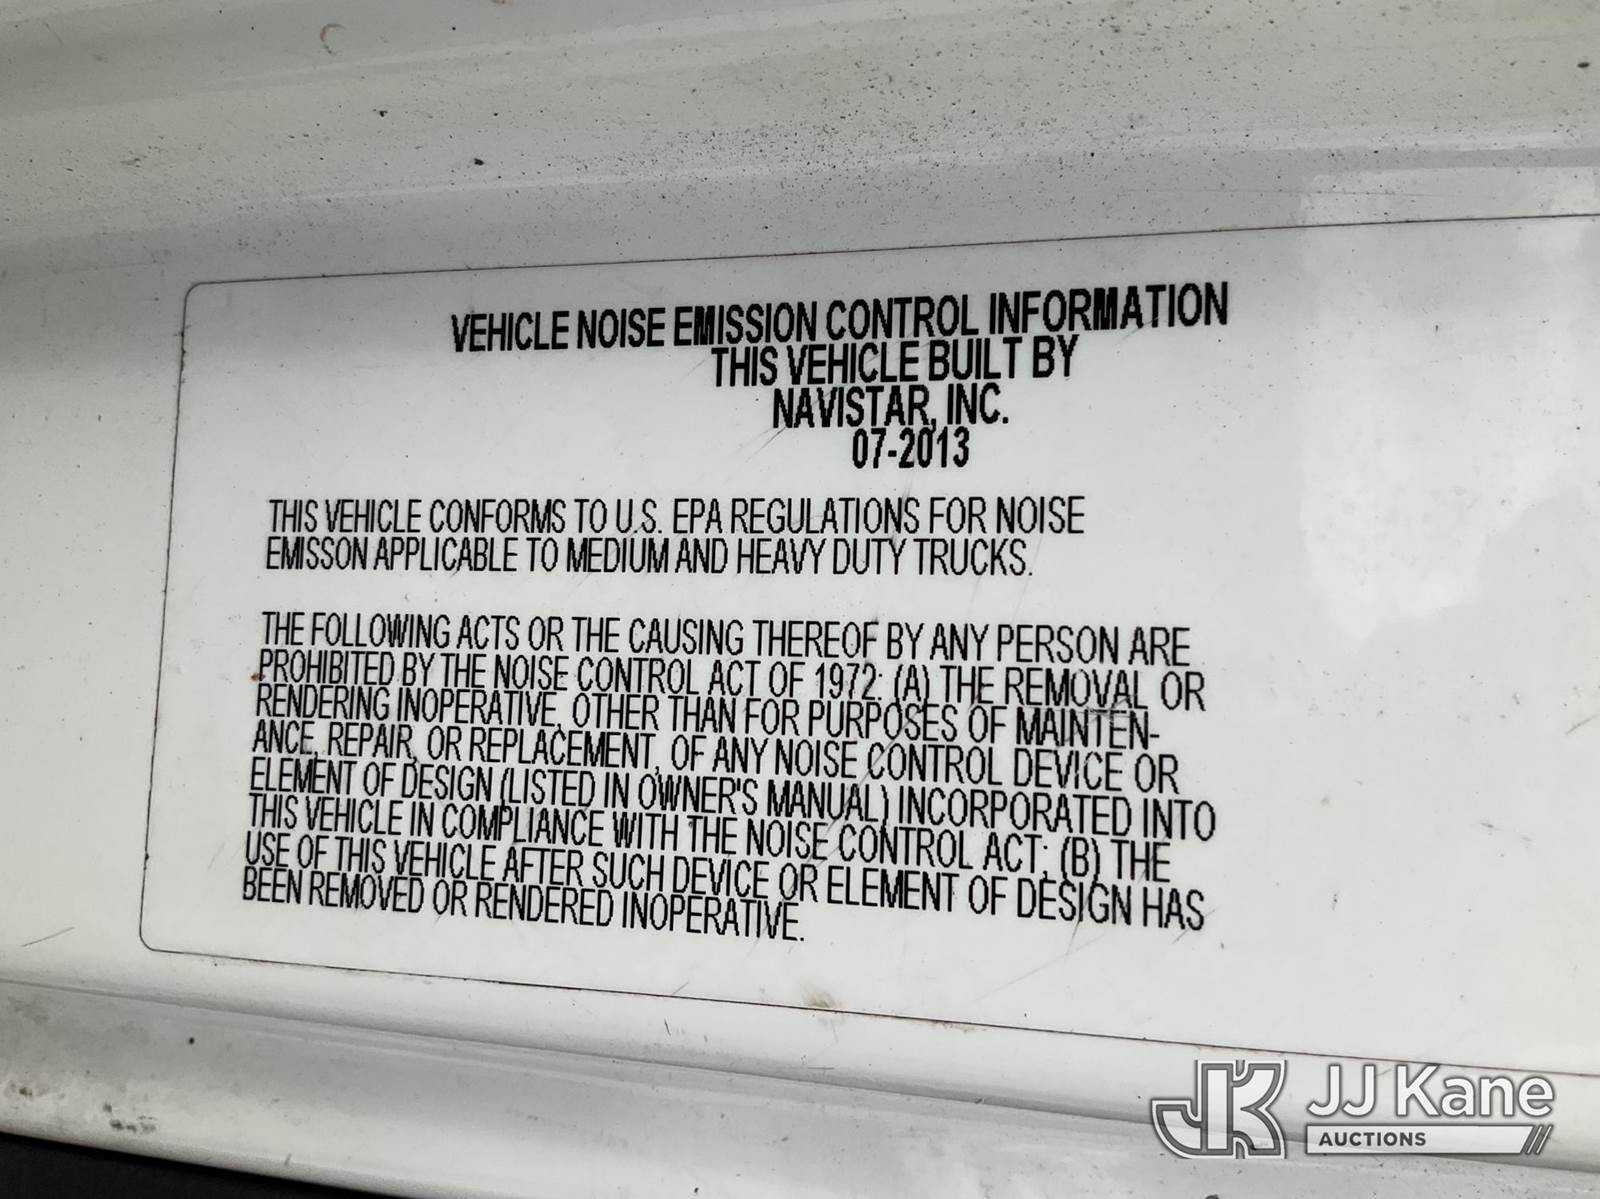 VEHICLE NOISE EMISSION CONTROL INFORMATION
THIS VEHICLE BUILT BY
NAVISTAR, INC.
07-2013
THIS VEHICLE CONFORMS TO U.S. EPA REGULATIONS FOR NOISE
EMISSON APPLICABLE TO MEDIUM AND HEAVY DUTY TRUCKS.
THE FOLLOWING ACTS OR THE CAUSING THEREOF BY ANY PERSON ARE
PROHIBITED BY THE NOISE CONTROL ACT OF 1972: (A) THE REMOVAL OR
RENDERING INOPERATIVE, OTHER THAN FOR PURPOSES OF MAINTEN-
ANCE, REPAIR, OR REPLACEMENT, OF ANY NOISE CONTROL DEVICE OR
ELEMENT OF DESIGN (LISTED IN OWNER'S MANUAL) INCORPORATED INTO
THIS VEHICLE IN COMPLIANCE WITH THE NOISE CONTROL ACT; (B) THE
USE OF THIS VEHICLE AFTER SUCH DEVICE OR ELEMENT OF DESIGN HAS
BEEN REMOVED OR RENDERED INOPERATIVE.
JK JJ Kane
AUCTIONS